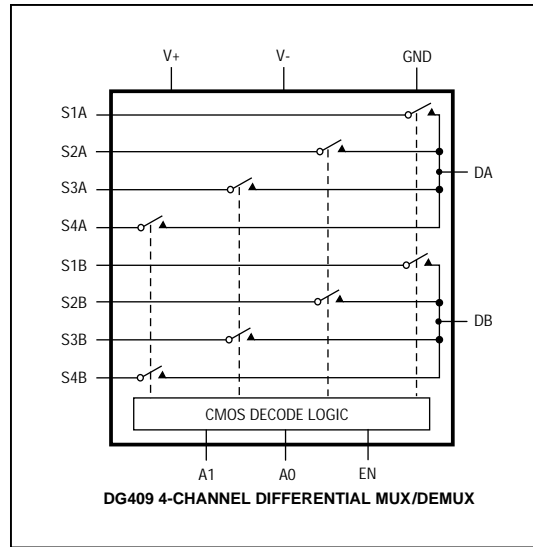 V+ V- GND
S1A
S2A
DA
S3A
S4A
S1B
S2B
DB
S3B
S4B
CMOS DECODE LOGIC
A1 A0 EN
DG409 4-CHANNEL DIFFERENTIAL MUX/DEMUX